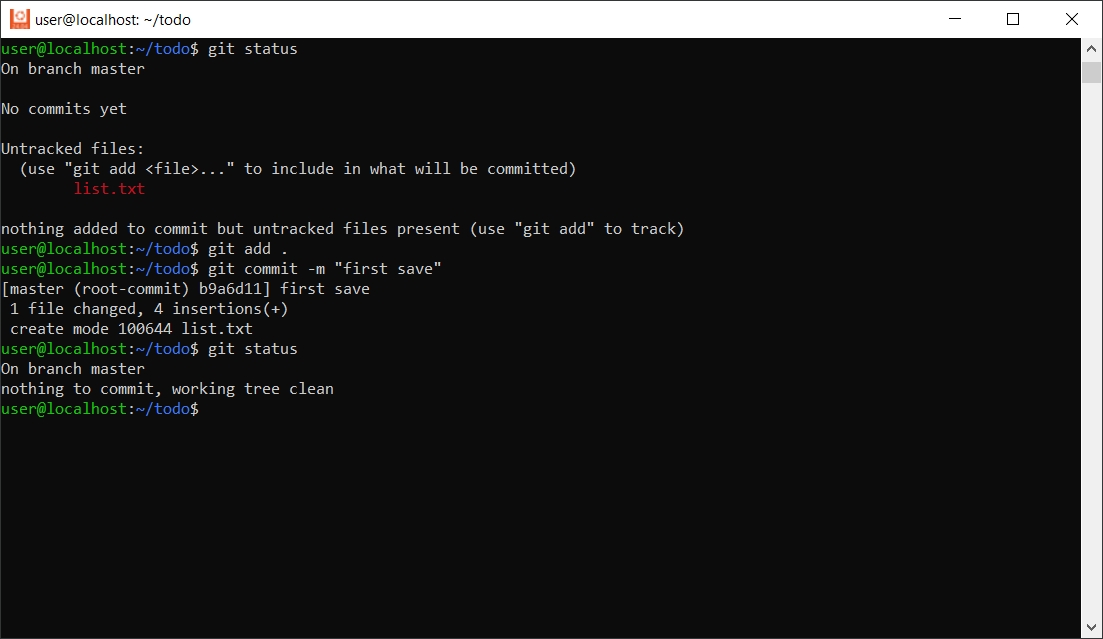 user@localhost: ~/todo
user@localhost:~/todo$ git status
On branch master
No commits yet
Untracked files:
  (use "git add <file>..." to include in what will be committed)
        list.txt
nothing added to commit but untracked files present (use "git add" to track)
user@localhost:~/todo$ git add .
user@localhost:~/todo$ git commit -m "first save"
[master (root-commit) b9a6d11] first save
 1 file changed, 4 insertions(+)
 create mode 100644 list.txt
user@localhost:~/todo$ git status
On branch master
nothing to commit, working tree clean
user@localhost:~/todo$